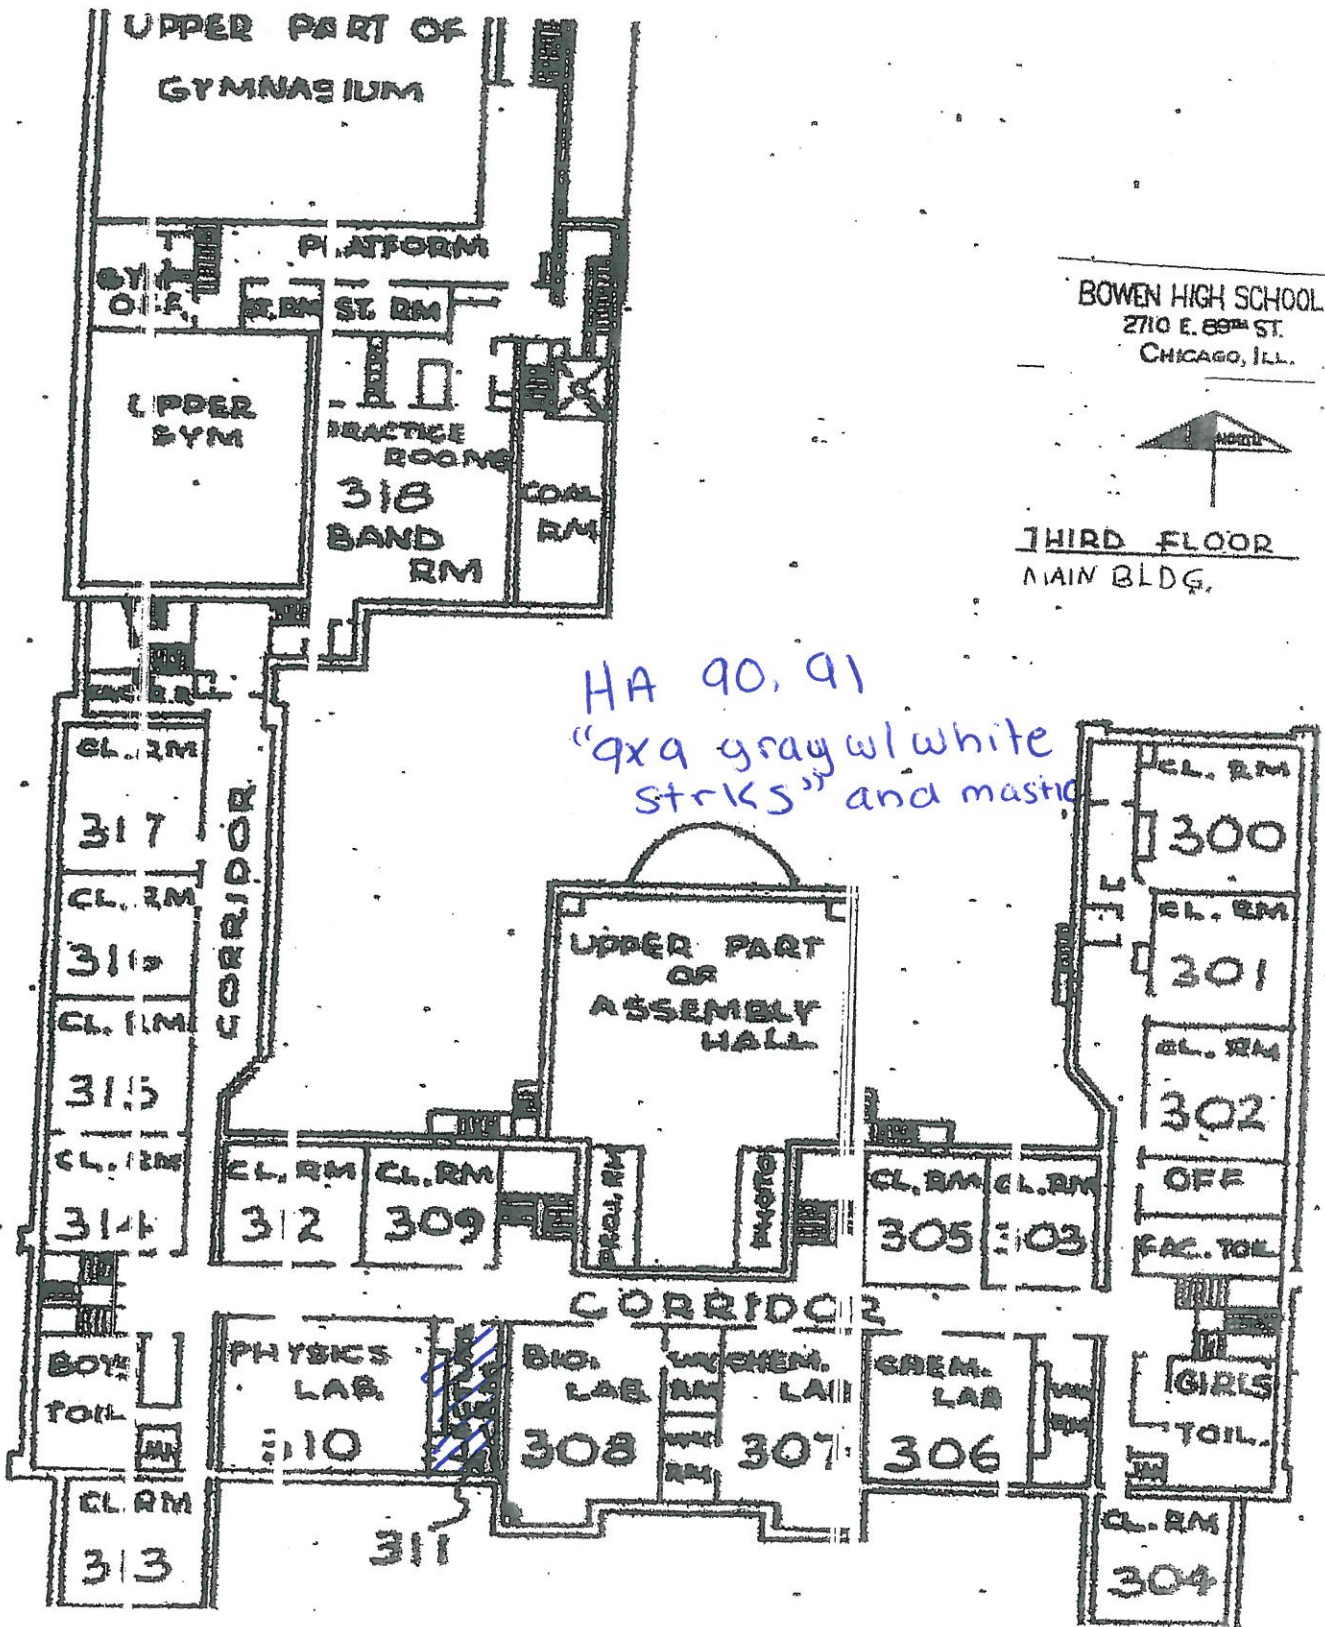 UPPER PART OF
GYMNASIUM
PLATFORM
ST. RM
ST. RM
UPPER
GYM
PRACTICE
ROOMS
318
BAND
RM
COAL
RM
BOWEN HIGH SCHOOL
2710 E. 89TH ST.
CHICAGO, ILL.
NORTH
THIRD FLOOR
MAIN BLDG.
HA 90, 91
"9x9 gray w/ white
strks" and mastic
CL. RM
317
CL. RM
316
CL. RM
315
CL. RM
314
CORRIDOR
UPPER PART
OF
ASSEMBLY
HALL
CL. RM
300
CL. RM
301
CL. RM
302
OFF
FAC. TOIL
CL. RM
312
CL. RM
309
PROJ. RM
PHOTO
CL. RM
305
CL. RM
303
CORRIDOR
BOYS
TOIL
PHYSICS
LAB.
310
BIO.
LAB
308
RM
RM
CHEM.
LAB
307
CHEM.
LAB
306
GIRLS
TOIL.
CL. RM
313
311
CL. RM
304